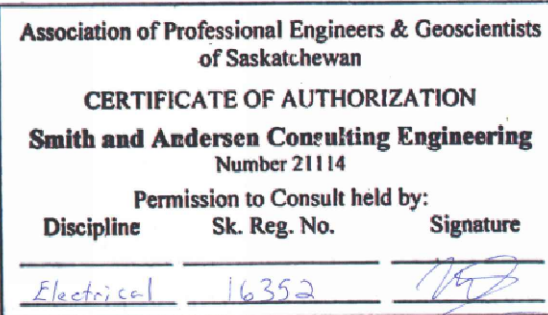 Association of Professional Engineers & Geoscientists
of Saskatchewan
CERTIFICATE OF AUTHORIZATION
Smith and Andersen Consulting Engineering
Number 21114
Permission to Consult held by:
Discipline Sk. Reg. No. Signature
Electrical 16352